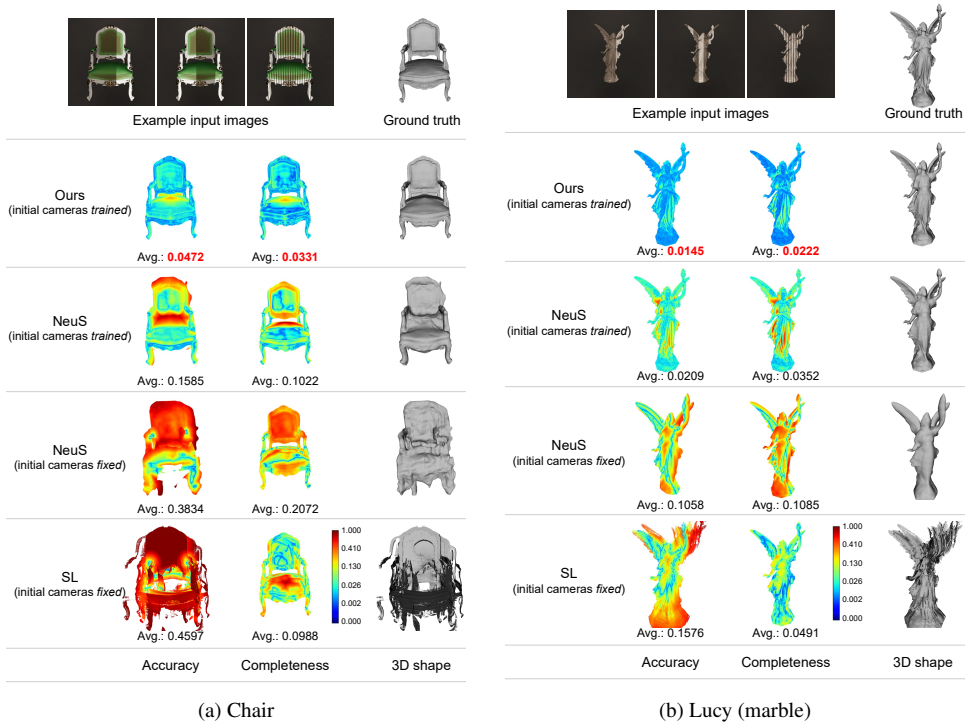 Example input images
Ground truth
Ours
(initial cameras trained)
Avg.: 0.0472
Avg.: 0.0331
NeuS
(initial cameras trained)
Avg.: 0.1585
Avg.: 0.1022
NeuS
(initial cameras fixed)
Avg.: 0.3834
Avg.: 0.2072
SL
(initial cameras fixed)
1.000
0.410
0.130
0.026
0.002
0.000
Avg.: 0.4597
Avg.: 0.0988
Accuracy
Completeness
3D shape
(a) Chair
Example input images
Ground truth
Ours
(initial cameras trained)
Avg.: 0.0145
Avg.: 0.0222
NeuS
(initial cameras trained)
Avg.: 0.0209
Avg.: 0.0352
NeuS
(initial cameras fixed)
Avg.: 0.1058
Avg.: 0.1085
SL
(initial cameras fixed)
1.000
0.410
0.130
0.026
0.002
0.000
Avg.: 0.1576
Avg.: 0.0491
Accuracy
Completeness
3D shape
(b) Lucy (marble)